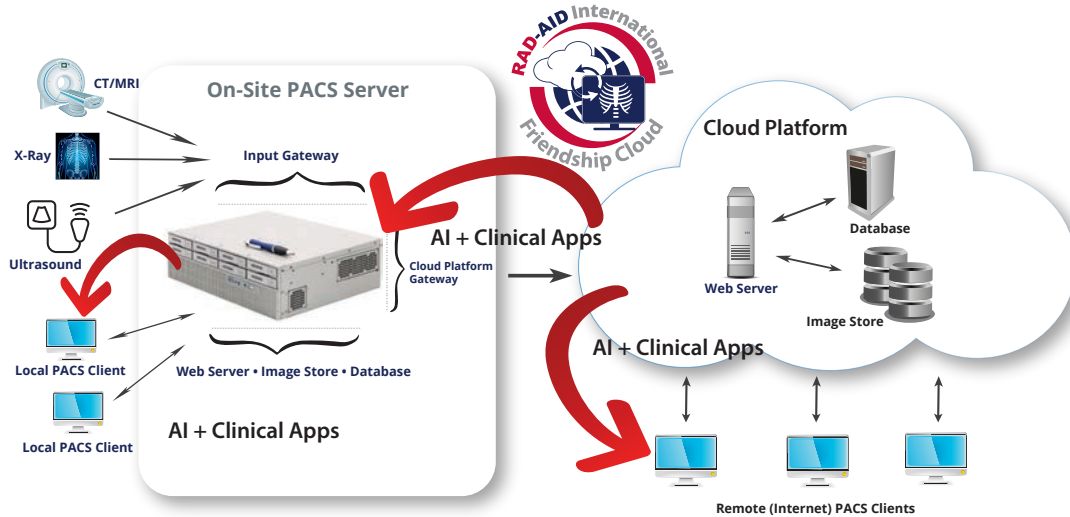 RAD-AID International
Friendship Cloud
CT/MRI
On-Site PACS Server
X-Ray
Input Gateway
Ultrasound
AI + Clinical Apps
Cloud Platform
Gateway
Cloud Platform
Database
Web Server
Image Store
Local PACS Client
Web Server • Image Store • Database
Local PACS Client
AI + Clinical Apps
AI + Clinical Apps
Remote (Internet) PACS Clients